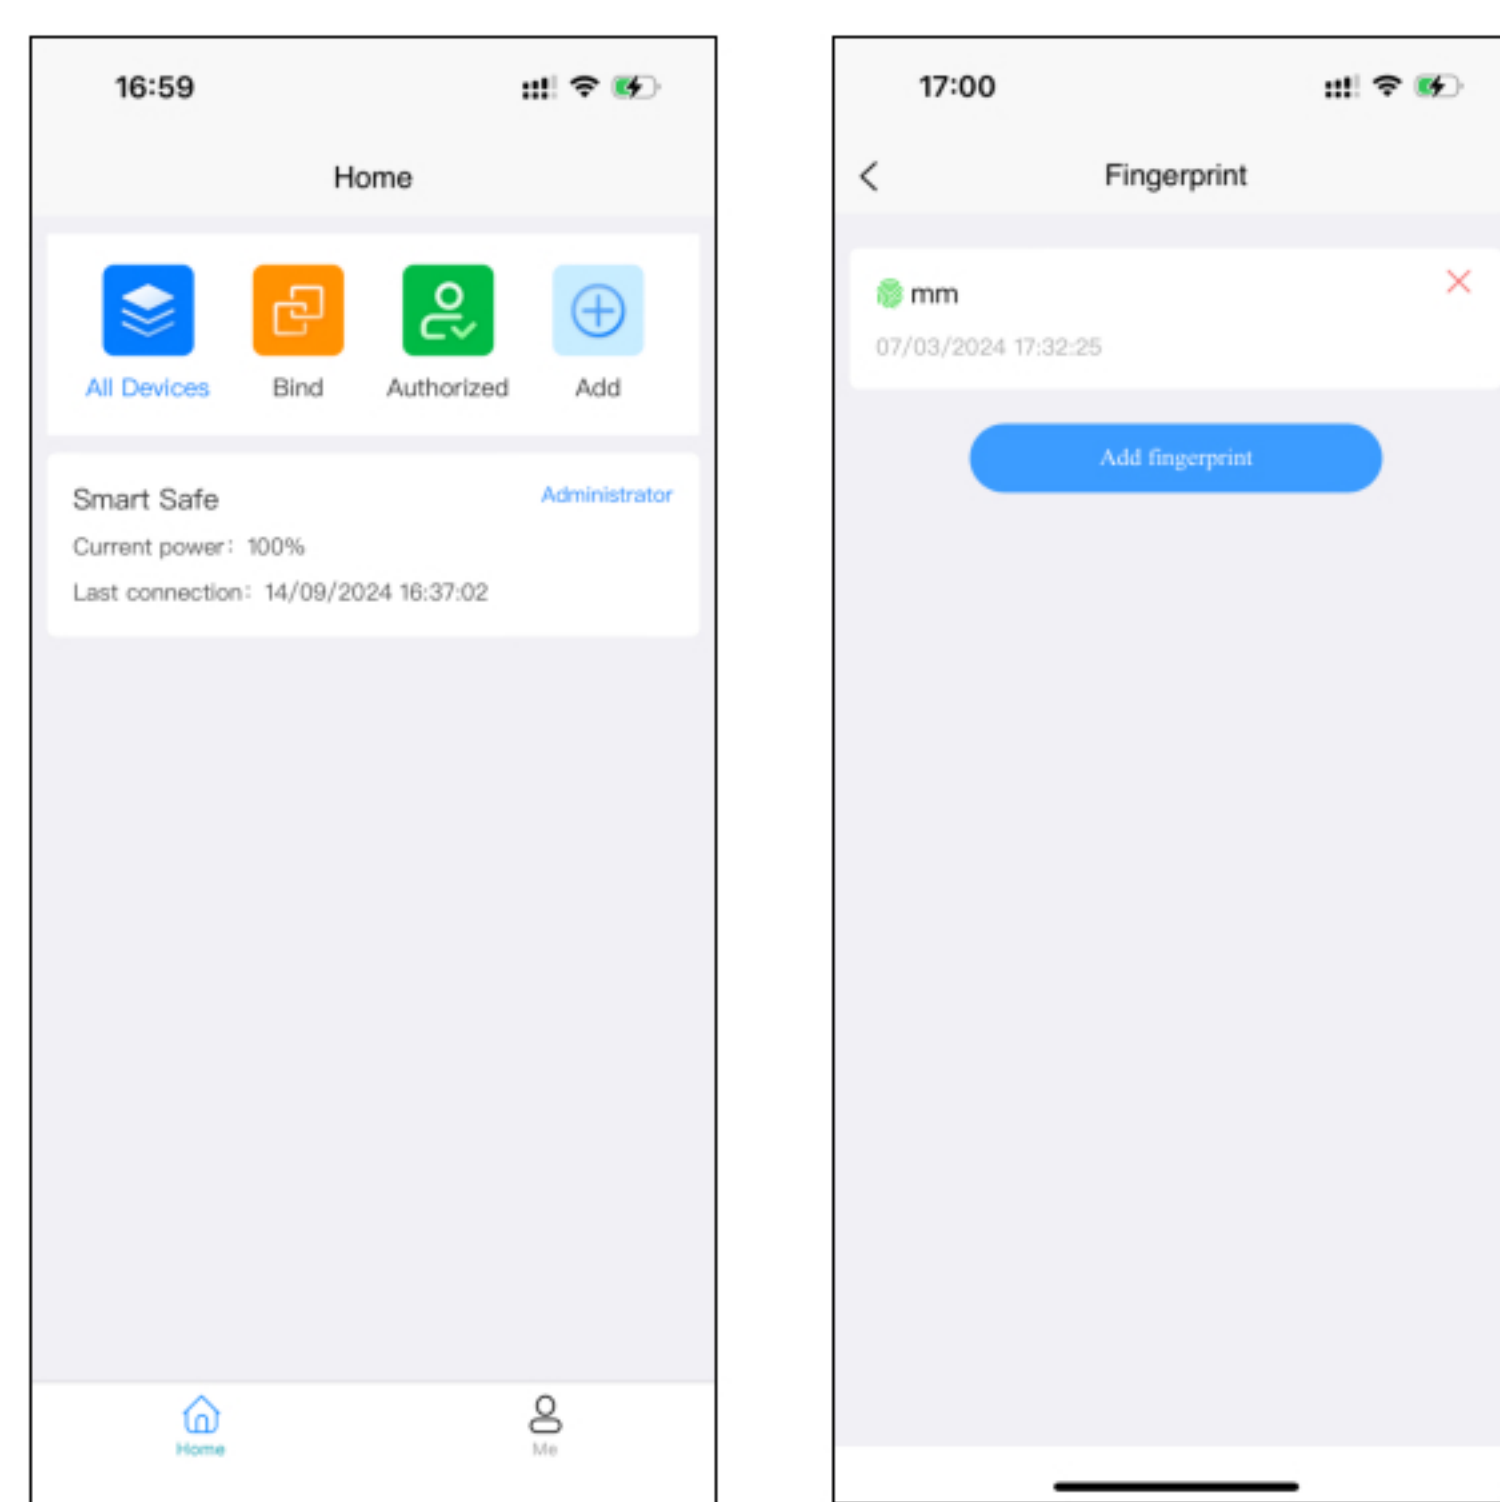 16:59
Home
All Devices
Bind
Authorized
Add
Smart Safe
Administrator
Current power: 100%
Last connection: 14/09/2024 16:37:02
Home
Me
17:00
Fingerprint
mm
07/03/2024 17:32:25
Add fingerprint